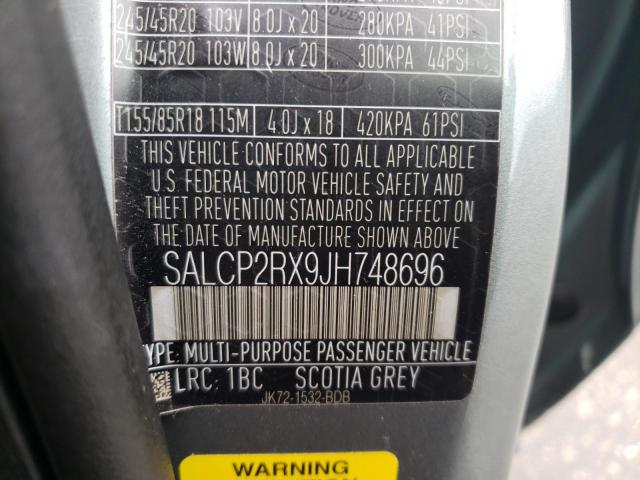 245/45R20 103V 8.0J x 20 280KPA 41PSI
245/45R20 103W 8.0J x 20 300KPA 44PSI
T155/85R18 115M 4.0J x 18 420KPA 61PSI
THIS VEHICLE CONFORMS TO ALL APPLICABLE
U.S. FEDERAL MOTOR VEHICLE SAFETY AND
THEFT PREVENTION STANDARDS IN EFFECT ON
THE DATE OF MANUFACTURE SHOWN ABOVE
SALCP2RX9JH748696
TYPE: MULTI-PURPOSE PASSENGER VEHICLE
LRC: 1BC SCOTIA GREY
JK72-1532-BDB
WARNING